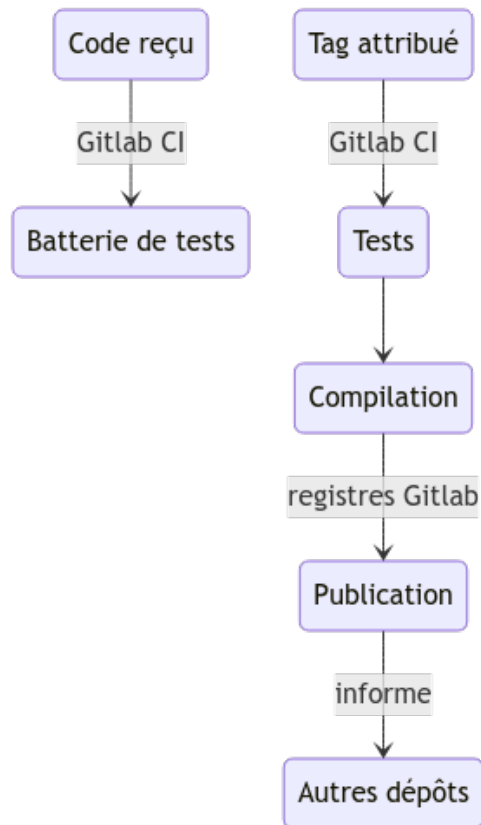 Code reçu
Gitlab CI
Batterie de tests
Tag attribué
Gitlab CI
Tests
Compilation
registres Gitlab
Publication
informe
Autres dépôts